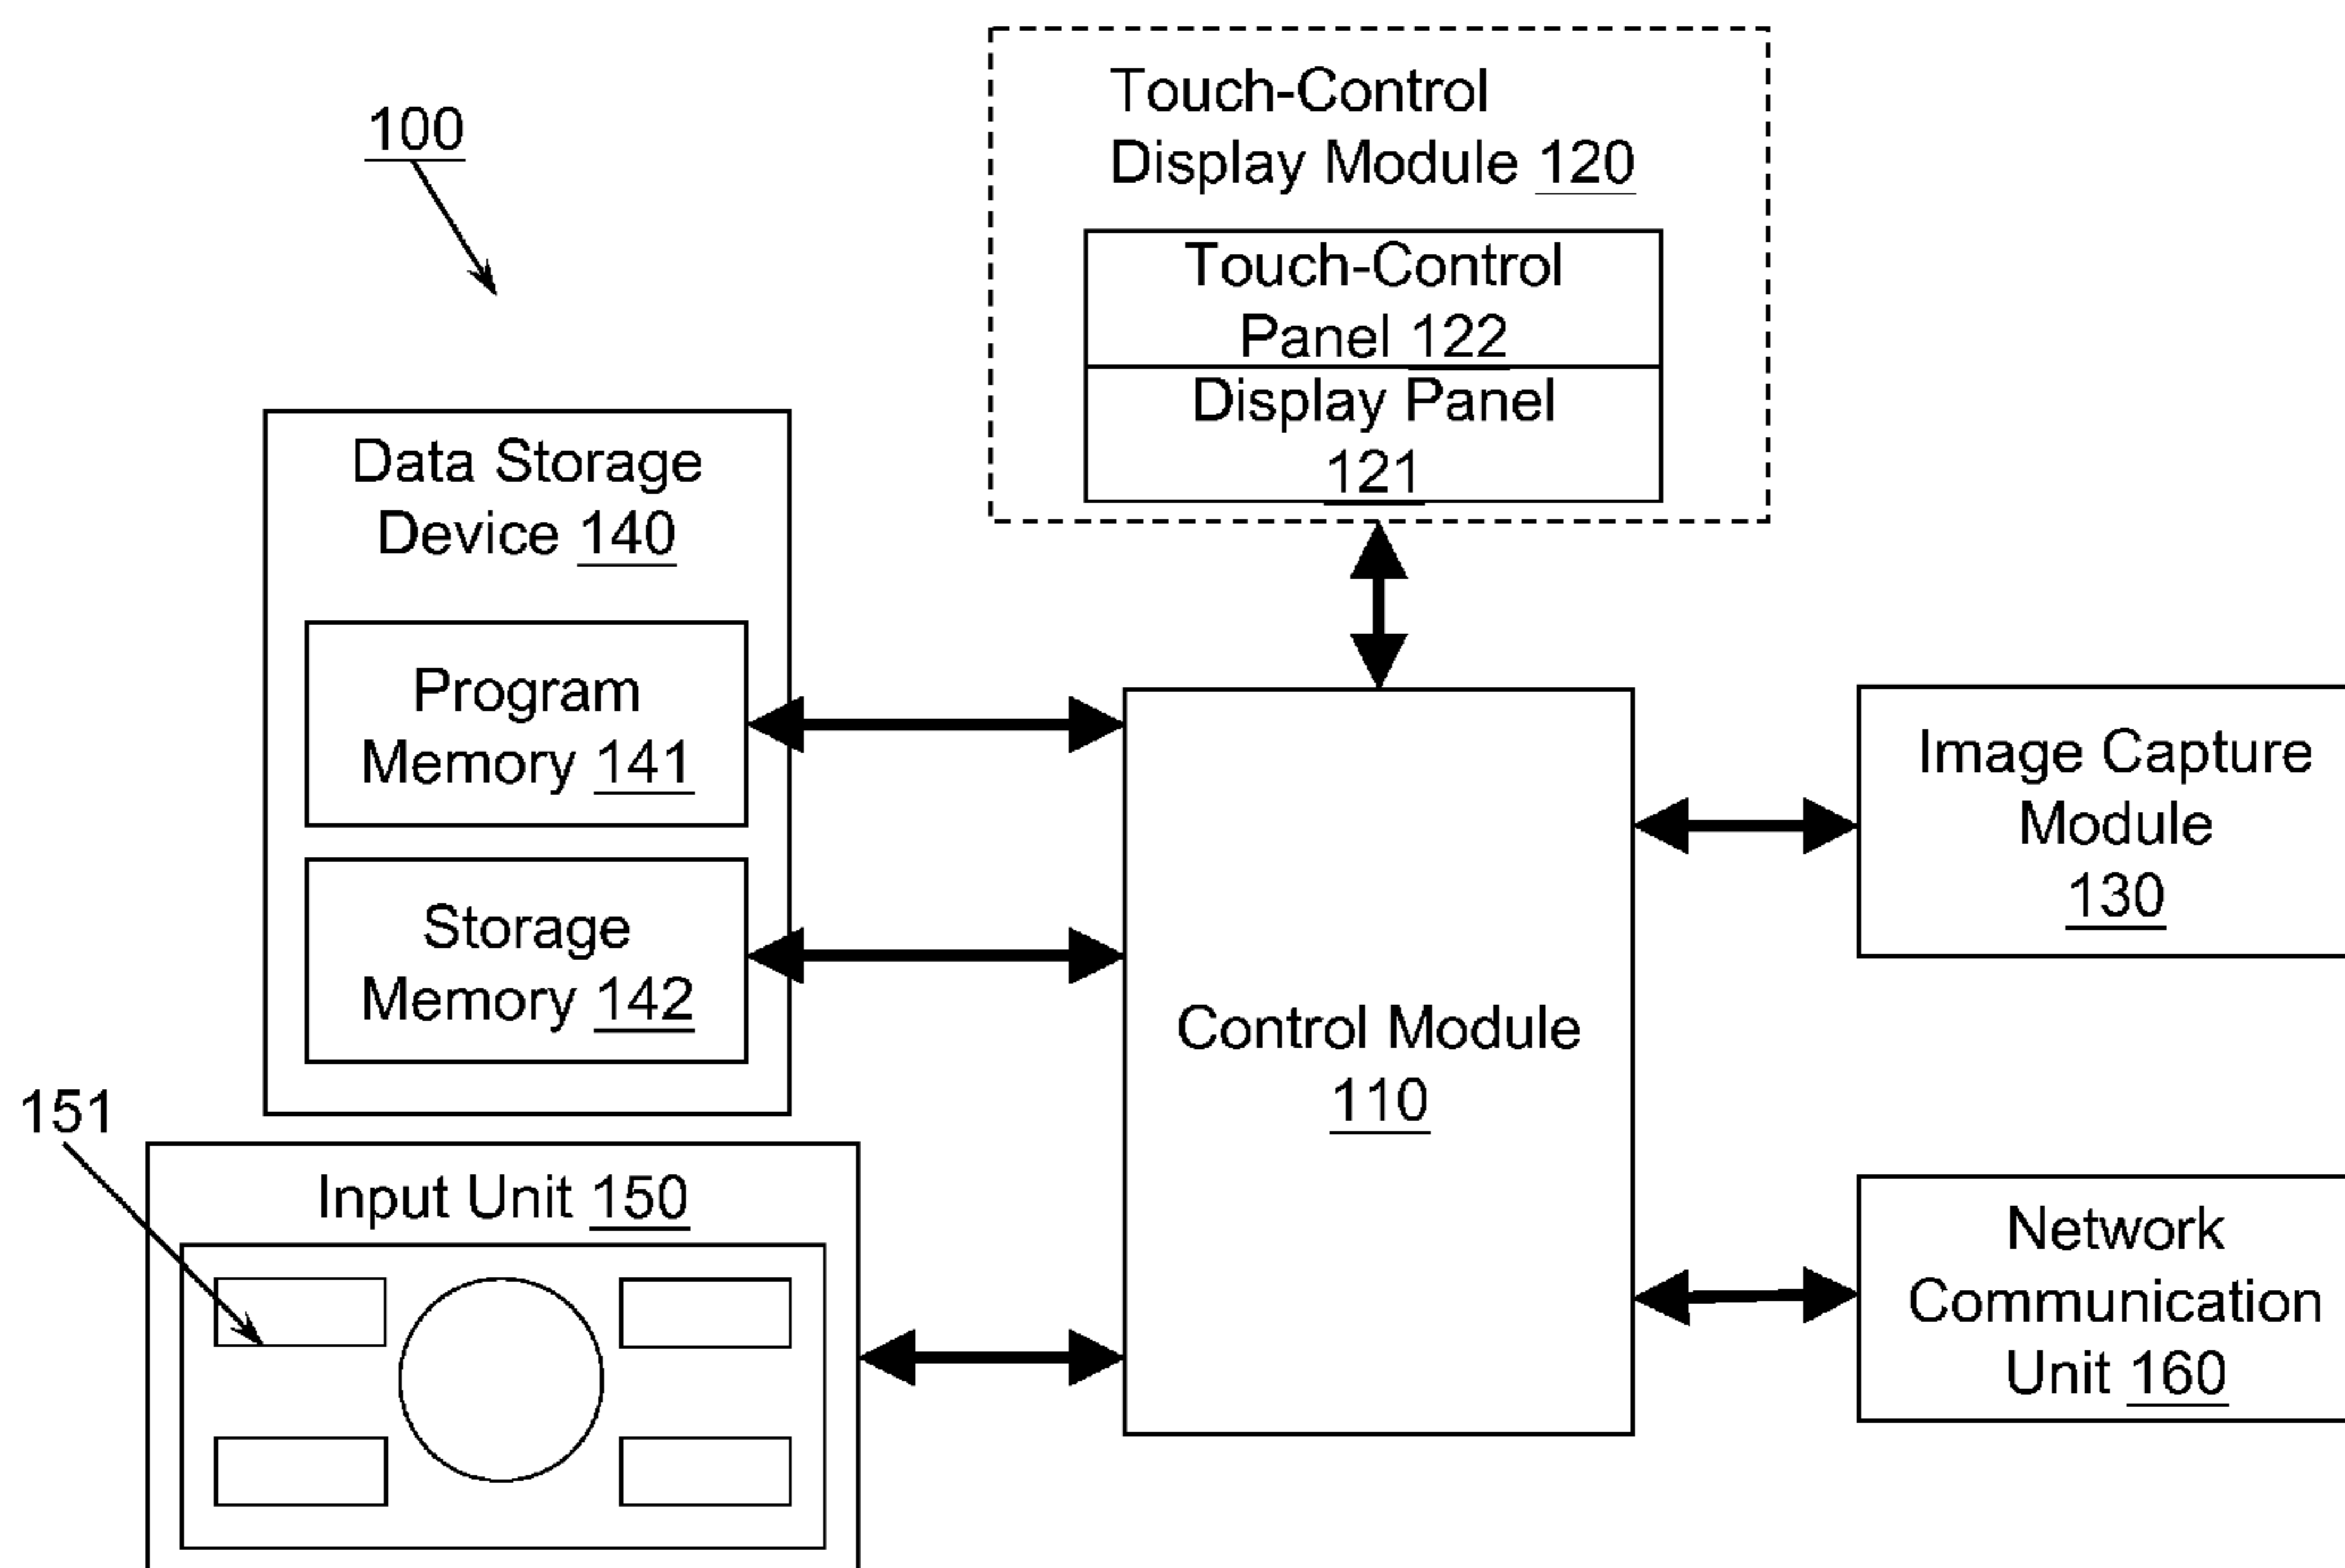 100
Touch-Control
Display Module 120
Touch-Control
Panel 122
Display Panel
121
Data Storage
Device 140
Program
Memory 141
Storage
Memory 142
Control Module
110
Image Capture
Module
130
151
Input Unit 150
Network
Communication
Unit 160